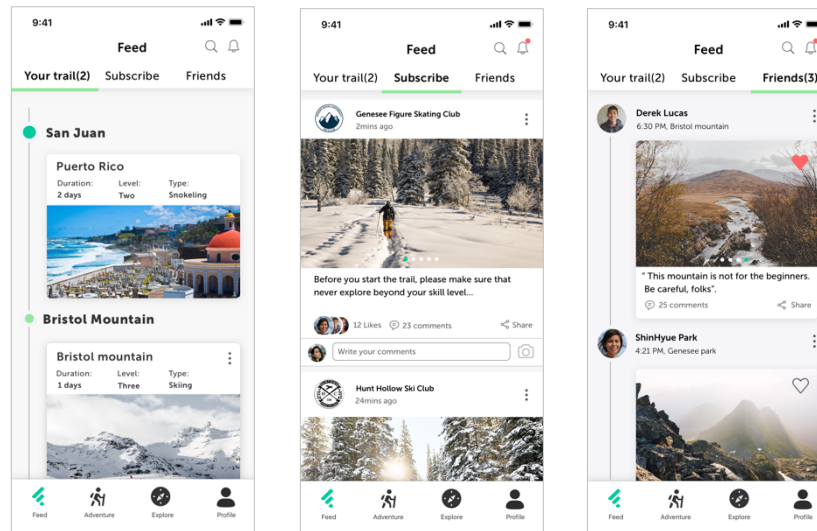 9:41
Feed
Your trail(2) Subscribe Friends
San Juan
Puerto Rico
Duration: Level: Type:
2 days Two Snokeling
Bristol Mountain
Bristol mountain
Duration: Level: Type:
1 days Three Skiing
Feed Adventure Explore Profile
9:41
Feed
Your trail(2) Subscribe Friends
Genesee Figure Skating Club
2mins ago
Before you start the trail, please make sure that
never explore beyond your skill level...
12 Likes 23 comments Share
Write your comments
Hunt Hollow Ski Club
24mins ago
Feed Adventure Explore Profile
9:41
Feed
Your trail(2) Subscribe Friends(3)
Derek Lucas
6:30 PM, Bristol mountain
" This mountain is not for the beginners.
Be careful, folks".
25 comments Share
ShinHyue Park
4:21 PM, Genesee park
Feed Adventure Explore Profile